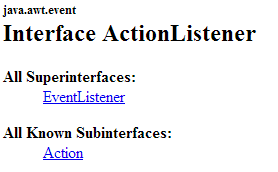 java.awt.event
Interface ActionListener
All Superinterfaces:
EventListener
All Known Subinterfaces:
Action